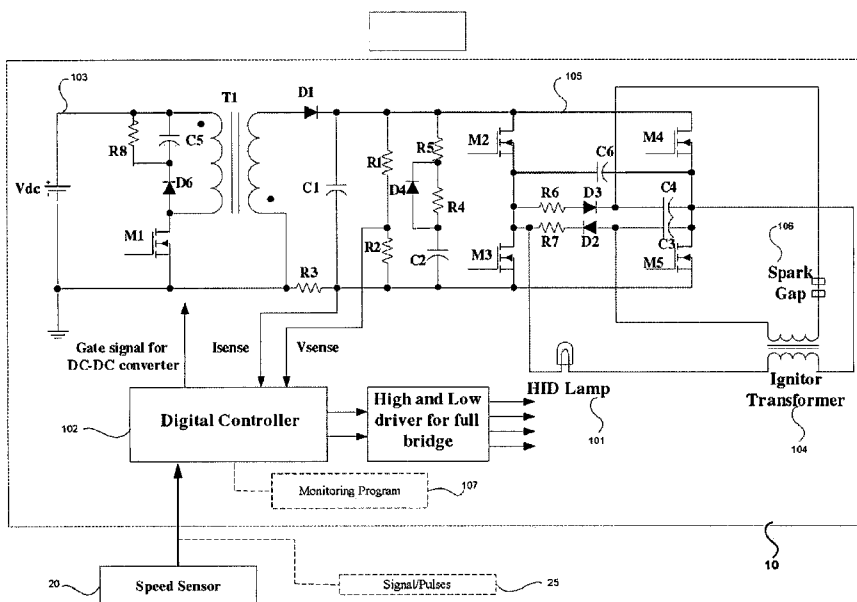 103
T1
D1
105
R8
C5
D6
Vdc
M1
R3
C1
R1
R2
D4
R5
R4
C2
M2
M3
M4
C6
R6
D3
C4
R7
D2
C3
M5
106
Spark
Gap
Gate signal for
DC-DC converter
Isense
Vsense
HID Lamp
101
Ignitor
Transformer
104
102
Digital Controller
High and Low
driver for full
bridge
Monitoring Program
107
10
20
Speed Sensor
Signal/Pulses
25